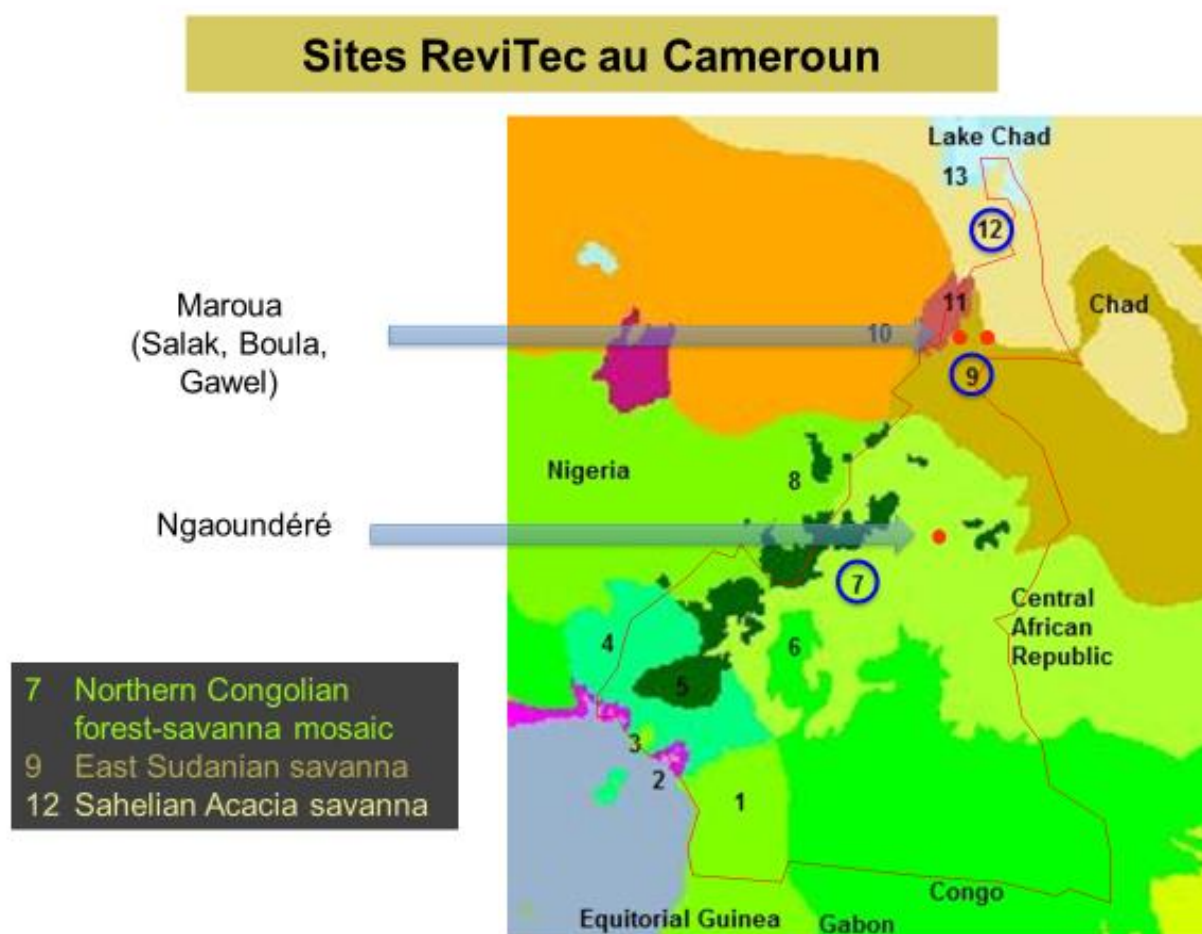 Sites ReviTec au Cameroun
Lake Chad
13
12
Maroua
(Salak, Boula,
Gawel)
11
Chad
10
9
Nigeria
8
Ngaoundéré
7
Central
African
Republic
4
6
5
3
2
1
7 Northern Congolian
forest-savanna mosaic
9 East Sudanian savanna
12 Sahelian Acacia savanna
Congo
Equitorial Guinea
Gabon